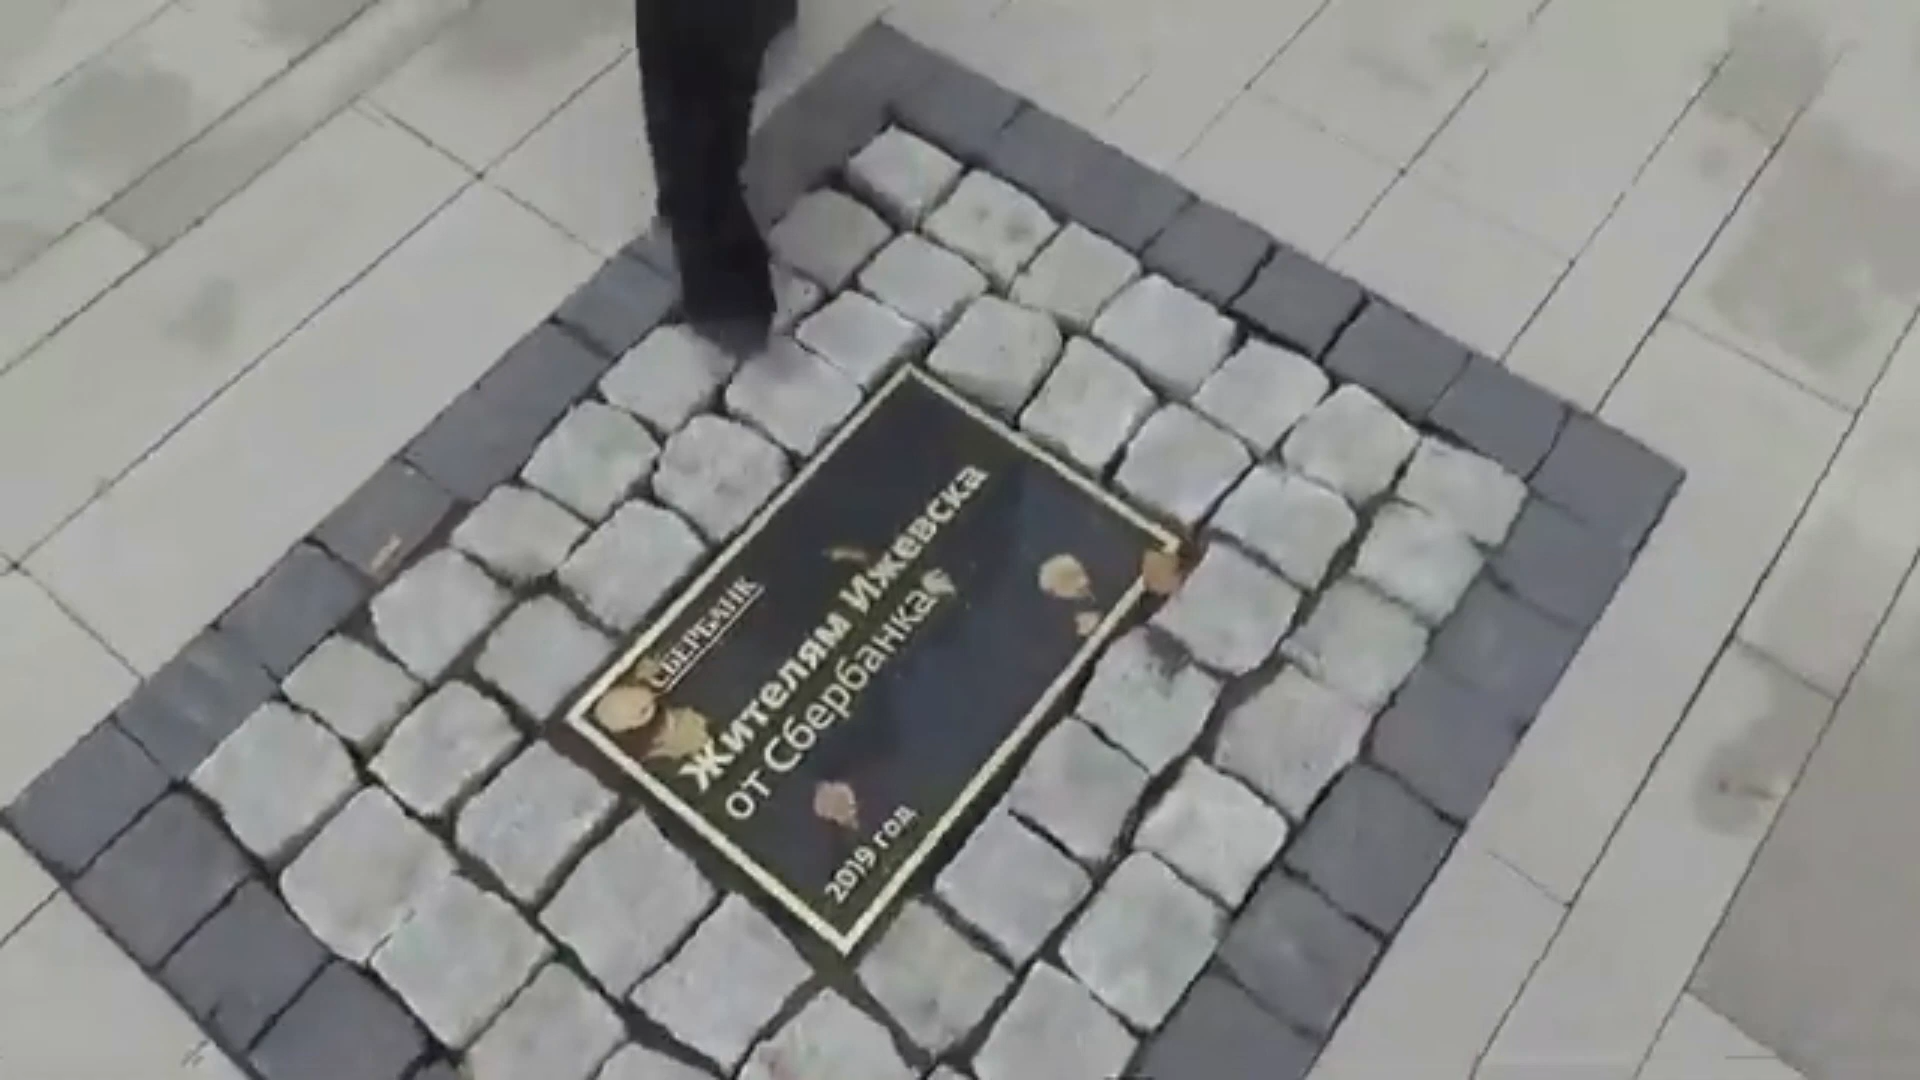 СБЕРБАНК
Жителям Ижевска
от Сбербанка
2019 год